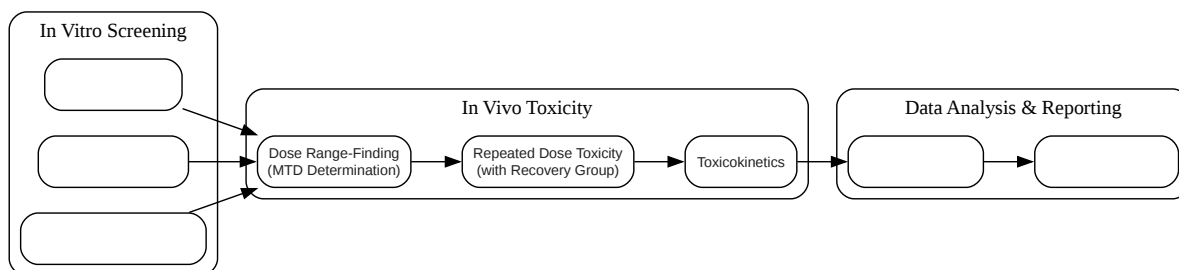 In Vitro Screening
In Vivo Toxicity
Dose Range-Finding
(MTD Determination)
Repeated Dose Toxicity
(with Recovery Group)
Toxicokinetics
Data Analysis & Reporting